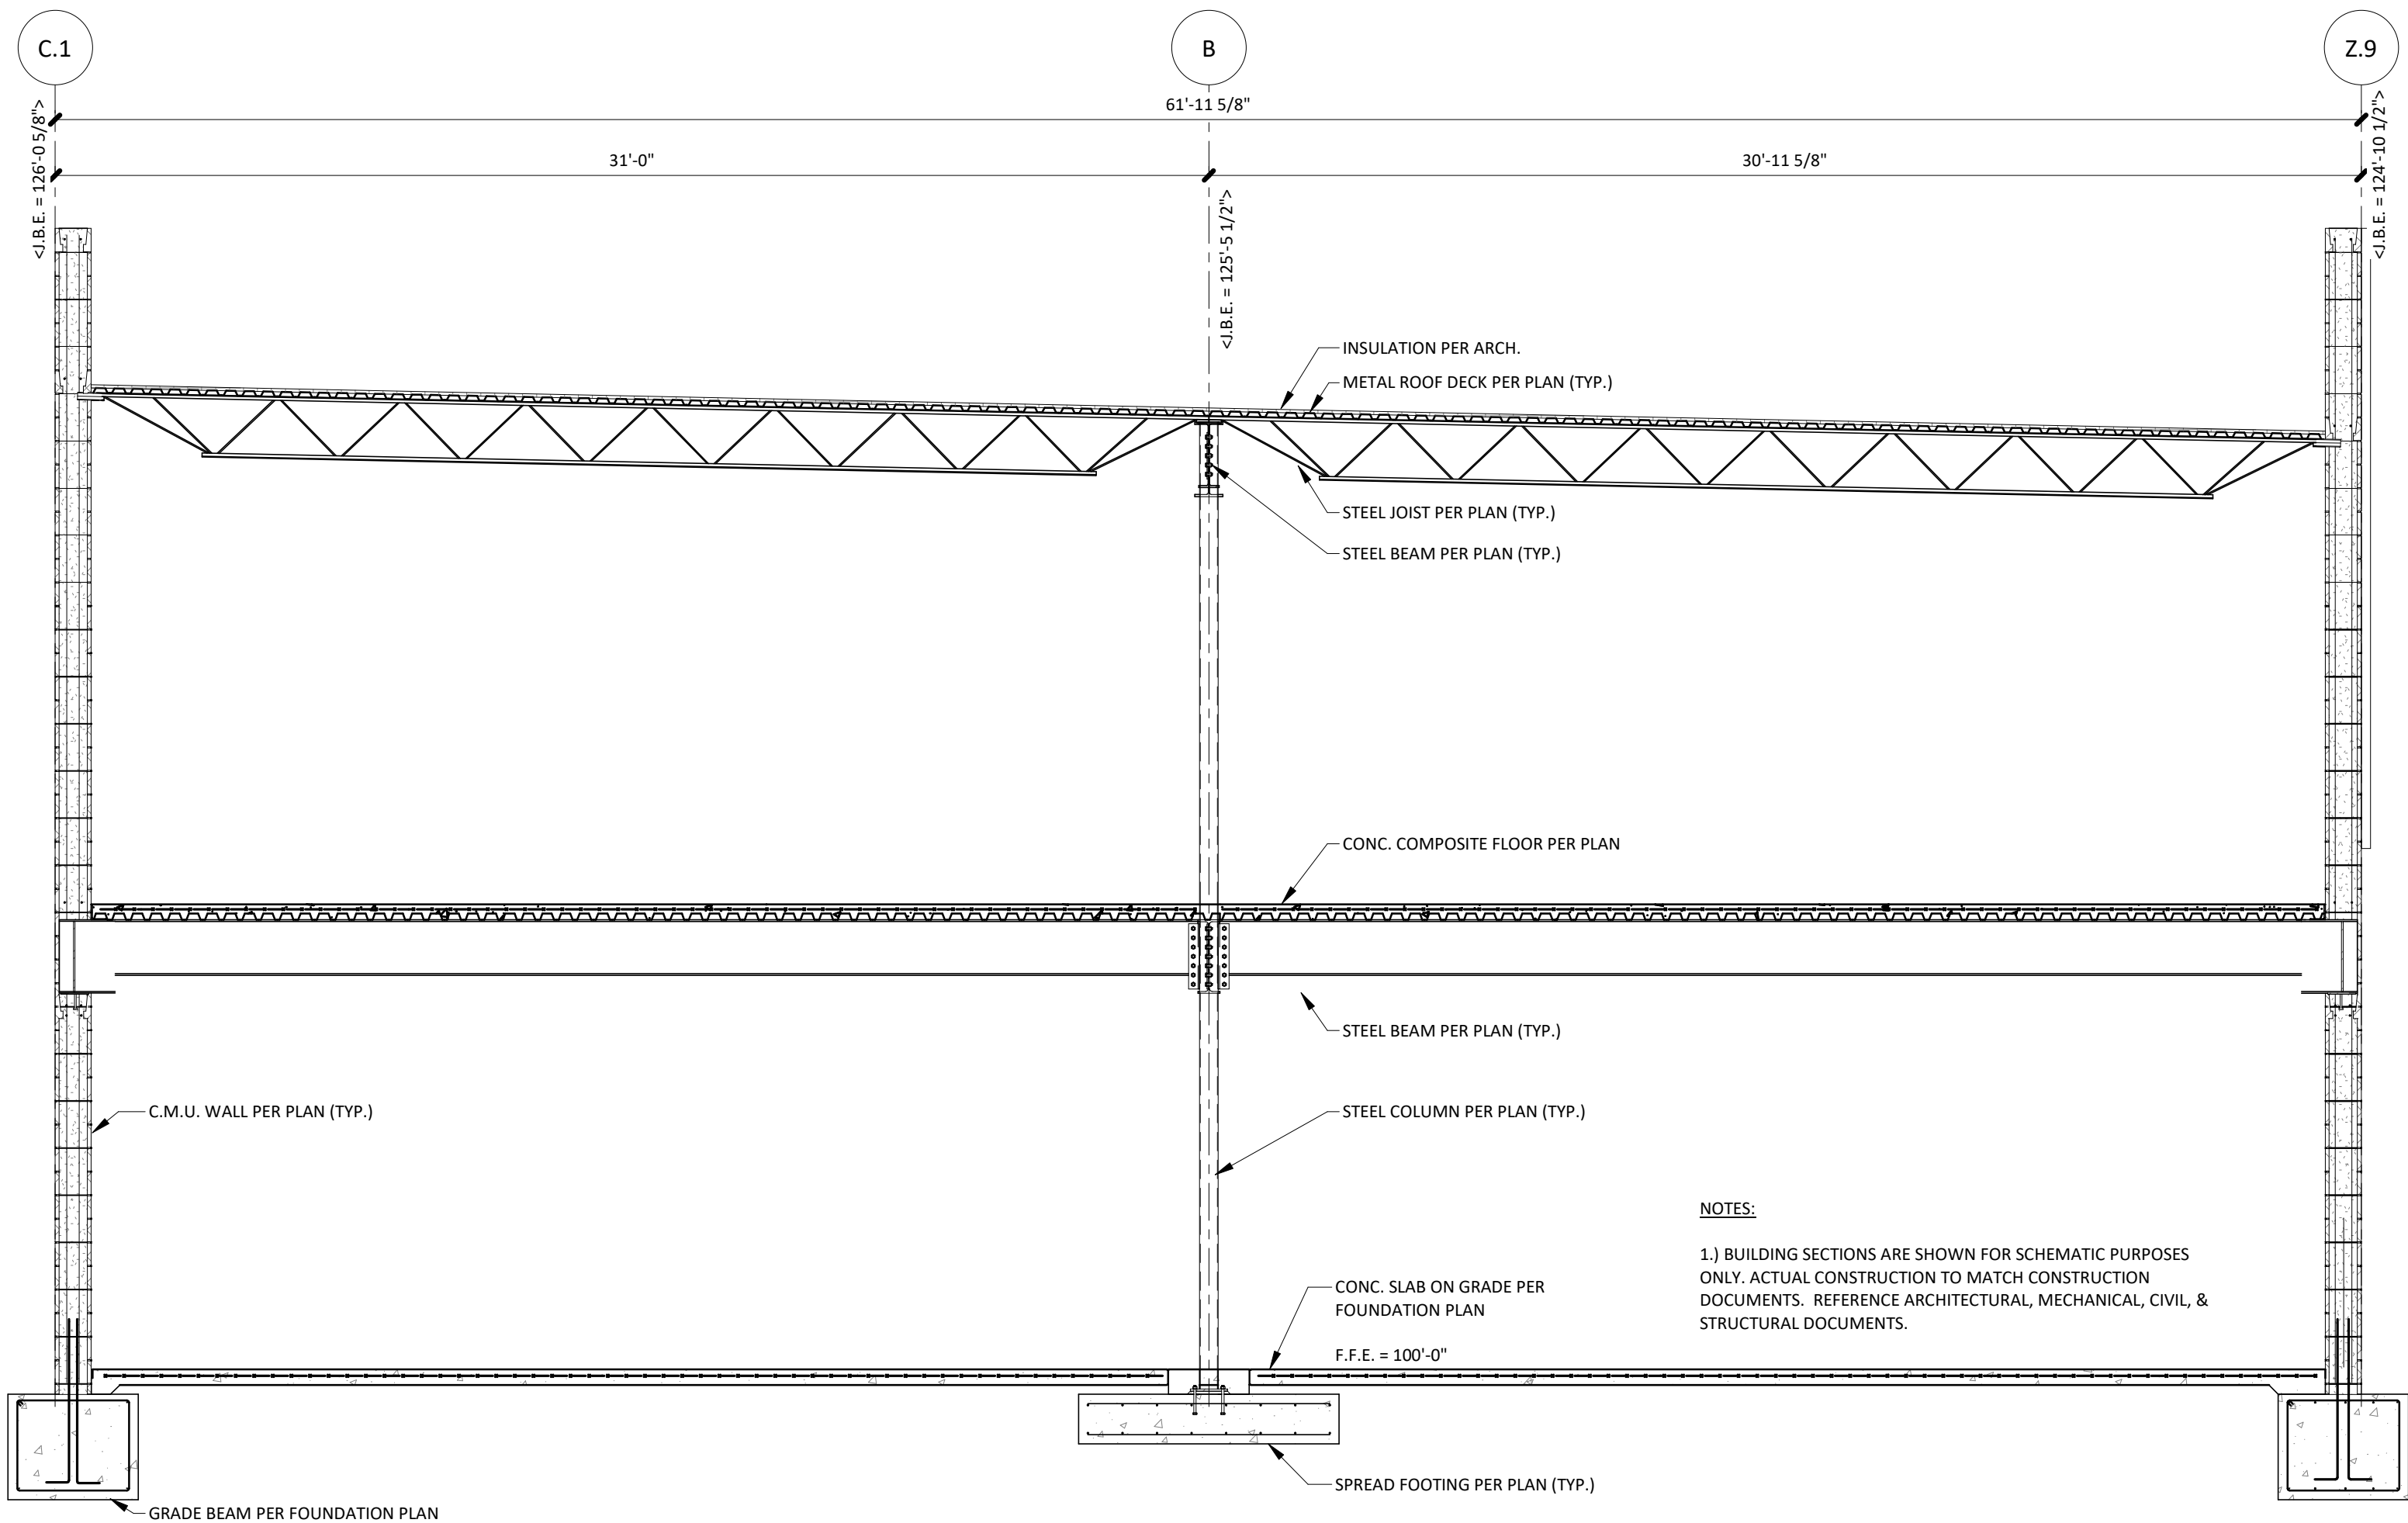 C.1
B
Z.9
61'-11 5/8"
31'-0"
30'-11 5/8"
<J.B.E. = 126'-0 5/8">
<J.B.E. = 125'-5 1/2">
<J.B.E. = 124'-10 1/2">
INSULATION PER ARCH.
METAL ROOF DECK PER PLAN (TYP.)
STEEL JOIST PER PLAN (TYP.)
STEEL BEAM PER PLAN (TYP.)
CONC. COMPOSITE FLOOR PER PLAN
STEEL BEAM PER PLAN (TYP.)
C.M.U. WALL PER PLAN (TYP.)
STEEL COLUMN PER PLAN (TYP.)
NOTES:
1.) BUILDING SECTIONS ARE SHOWN FOR SCHEMATIC PURPOSES
ONLY. ACTUAL CONSTRUCTION TO MATCH CONSTRUCTION
DOCUMENTS.  REFERENCE ARCHITECTURAL, MECHANICAL, CIVIL, &
STRUCTURAL DOCUMENTS.
CONC. SLAB ON GRADE PER
FOUNDATION PLAN
F.F.E. = 100'-0"
SPREAD FOOTING PER PLAN (TYP.)
GRADE BEAM PER FOUNDATION PLAN